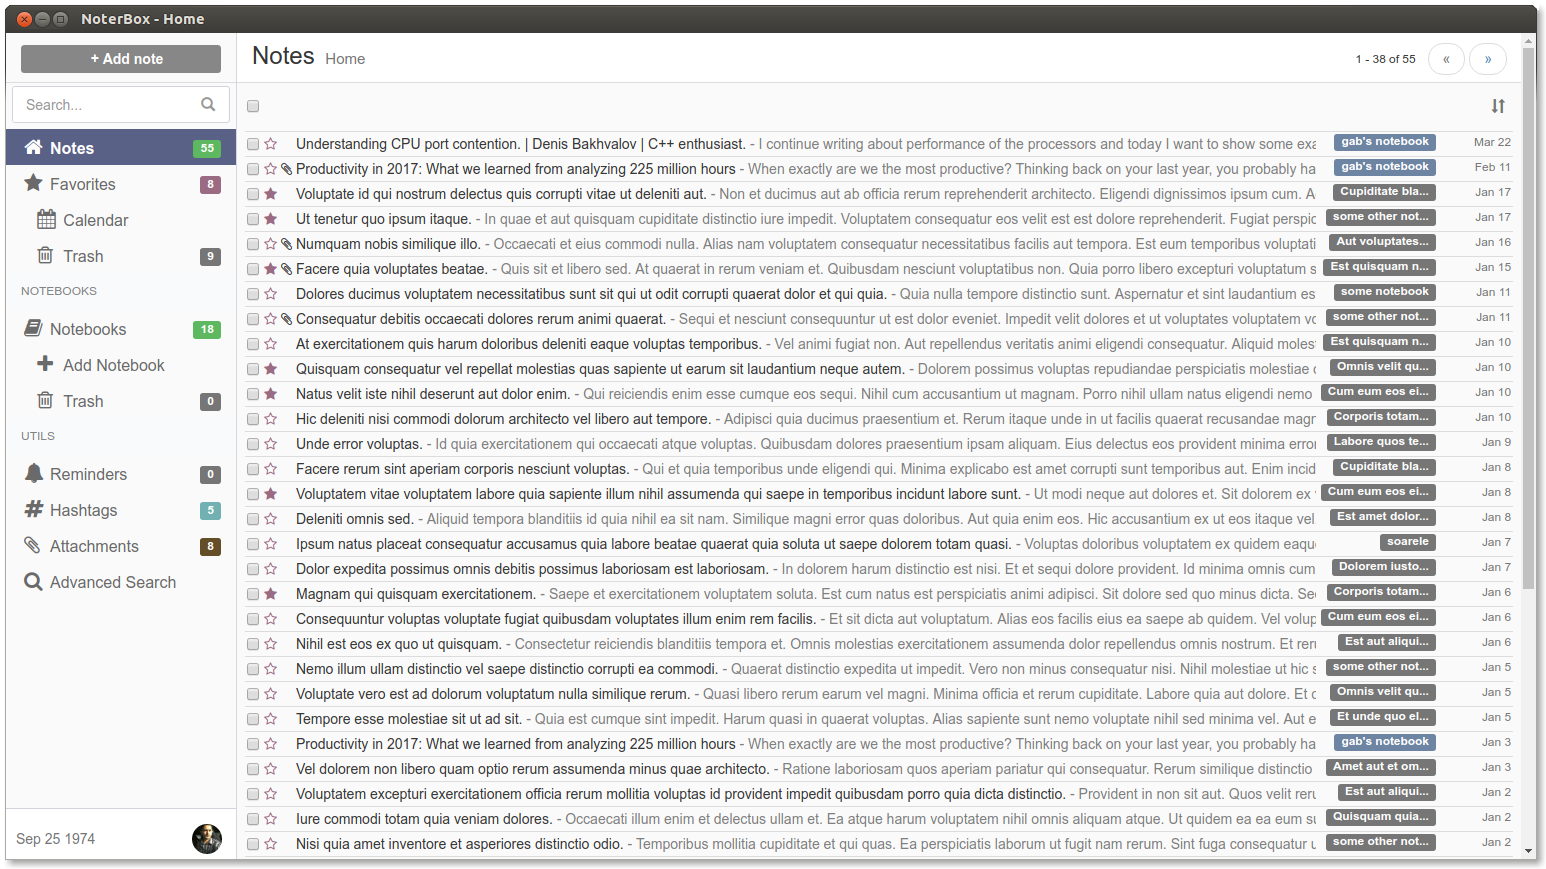 NoterBox - Home
+ Add note
Search...
Notes 55
Favorites 8
Calendar
Trash 9
NOTEBOOKS
Notebooks 18
Add Notebook
Trash 0
UTILS
Reminders 0
Hashtags 5
Attachments 8
Advanced Search
Sep 25 1974
Notes Home
1 - 38 of 55 « »
Understanding CPU port contention. | Denis Bakhvalov | C++ enthusiast. - I continue writing about performance of the processors and today I want to show some exa gab's notebook Mar 22
Productivity in 2017: What we learned from analyzing 225 million hours - When exactly are we the most productive? Thinking back on your last year, you probably ha gab's notebook Feb 11
Voluptate id qui nostrum delectus quis corrupti vitae ut deleniti aut. - Non et ducimus aut ab officia rerum reprehenderit architecto. Eligendi dignissimos ipsum cum. A Cupiditate bla... Jan 17
Ut tenetur quo ipsum itaque. - In quae et aut quisquam cupiditate distinctio iure impedit. Voluptatem consequatur eos velit est est dolore reprehenderit. Fugiat perspic some other not... Jan 17
Numquam nobis similique illo. - Occaecati et eius commodi nulla. Alias nam voluptatem consequatur necessitatibus facilis aut tempora. Est eum temporibus voluptati Aut voluptates... Jan 16
Facere quia voluptates beatae. - Quis sit et libero sed. At quaerat in rerum veniam et. Quibusdam nesciunt voluptatibus non. Quia porro libero excepturi voluptatum s Est quisquam n... Jan 15
Dolores ducimus voluptatem necessitatibus sunt sit qui ut odit corrupti quaerat dolor et qui quia. - Quia nulla tempore distinctio sunt. Aspernatur et sint laudantium es some notebook Jan 11
Consequatur debitis occaecati dolores rerum animi quaerat. - Sequi et nesciunt consequuntur ut est dolor eveniet. Impedit velit dolores et ut voluptates voluptatem vc some other not... Jan 11
At exercitationem quis harum doloribus deleniti eaque voluptas temporibus. - Vel animi fugiat non. Aut repellendus veritatis animi eligendi consequatur. Aliquid moles Est quisquam n... Jan 10
Quisquam consequatur vel repellat molestias quas sapiente ut earum sit laudantium neque autem. - Dolorem possimus voluptas repudiandae perspiciatis molestiae c Omnis velit qu... Jan 10
Natus velit iste nihil deserunt aut dolor enim. - Qui reiciendis enim esse cumque eos sequi. Nihil cum accusantium ut magnam. Porro nihil ullam natus eligendi nemo Cum eum eos ei... Jan 10
Hic deleniti nisi commodi dolorum architecto vel libero aut tempore. - Adipisci quia ducimus praesentium et. Rerum itaque unde in ut facilis quaerat recusandae magr Corporis totam... Jan 10
Unde error voluptas. - Id quia exercitationem qui occaecati atque voluptas. Quibusdam dolores praesentium ipsam aliquam. Eius delectus eos provident minima error Labore quos te... Jan 9
Facere rerum sint aperiam corporis nesciunt voluptas. - Qui et quia temporibus unde eligendi qui. Minima explicabo est amet corrupti sunt temporibus aut. Enim incid Cupiditate bla... Jan 8
Voluptatem vitae voluptatem labore quia sapiente illum nihil assumenda qui saepe in temporibus incidunt labore sunt. - Ut modi neque aut dolores et. Sit dolorem ex Cum eum eos ei... Jan 8
Deleniti omnis sed. - Aliquid tempora blanditiis id quia nihil ea sit nam. Similique magni error quas doloribus. Aut quia enim eos. Hic accusantium ex ut eos itaque vel Est amet dolor... Jan 8
Ipsum natus placeat consequatur accusamus quia labore beatae quaerat quia soluta ut saepe dolorem totam quasi. - Voluptas doloribus voluptatem ex quidem eaqu soarele Jan 7
Dolor expedita possimus omnis debitis possimus laboriosam est laboriosam. - In dolorem harum distinctio est nisi. Et et sequi dolore provident. Id minima omnis cum Dolorem iusto... Jan 7
Magnam qui quisquam exercitationem. - Saepe et exercitationem voluptatem soluta. Est cum natus est perspiciatis animi adipisci. Sit dolore sed quo minus dicta. Sec Corporis totam... Jan 6
Consequuntur voluptas voluptate fugiat quibusdam voluptates illum enim rem facilis. - Et sit dicta aut voluptatum. Alias eos facilis eius ea saepe ab quidem. Vel volup Cum eum eos ei... Jan 6
Nihil est eos ex quo ut quisquam. - Consectetur reiciendis blanditiis tempora et. Omnis molestias exercitationem assumenda dolor repellendus omnis nostrum. Et reru Est aut aliqui... Jan 6
Nemo illum ullam distinctio vel saepe distinctio corrupti ea commodi. - Quaerat distinctio expedita ut impedit. Vero non minus consequatur nisi. Nihil molestiae ut hic s some other not... Jan 5
Voluptate vero est ad dolorum voluptatum nulla similique rerum. - Quasi libero rerum earum vel magni. Minima officia et rerum cupiditate. Labore quia aut dolore. Et c Omnis velit qu... Jan 5
Tempore esse molestiae sit ut ad sit. - Quia est cumque sint impedit. Harum quasi in quaerat voluptas. Alias sapiente sunt nemo voluptate nihil sed minima vel. Aut e Et unde quo el... Jan 5
Productivity in 2017: What we learned from analyzing 225 million hours - When exactly are we the most productive? Thinking back on your last year, you probably ha gab's notebook Jan 3
Vel dolorem non libero quam optio rerum assumenda minus quae architecto. - Ratione laboriosam quos aperiam pariatur qui consequatur. Rerum similique distinctio Amet aut et om... Jan 3
Voluptatem excepturi exercitationem officia rerum mollitia voluptas id provident impedit quibusdam porro quia dicta distinctio. - Provident in non sit aut. Quos velit reru Est aut aliqui... Jan 2
Iure commodi totam quia veniam dolores. - Occaecati illum enim et delectus ullam et. Ea atque harum voluptatem nihil omnis aliquam atque. Ut quidem ea ea eum su Quisquam quia... Jan 2
Nisi quia amet inventore et asperiores distinctio odio. - Temporibus mollitia cupiditate et qui quas. Ea perspiciatis laborum ut fugit nam rerum. Sint fuga consequatur u some other not... Jan 2